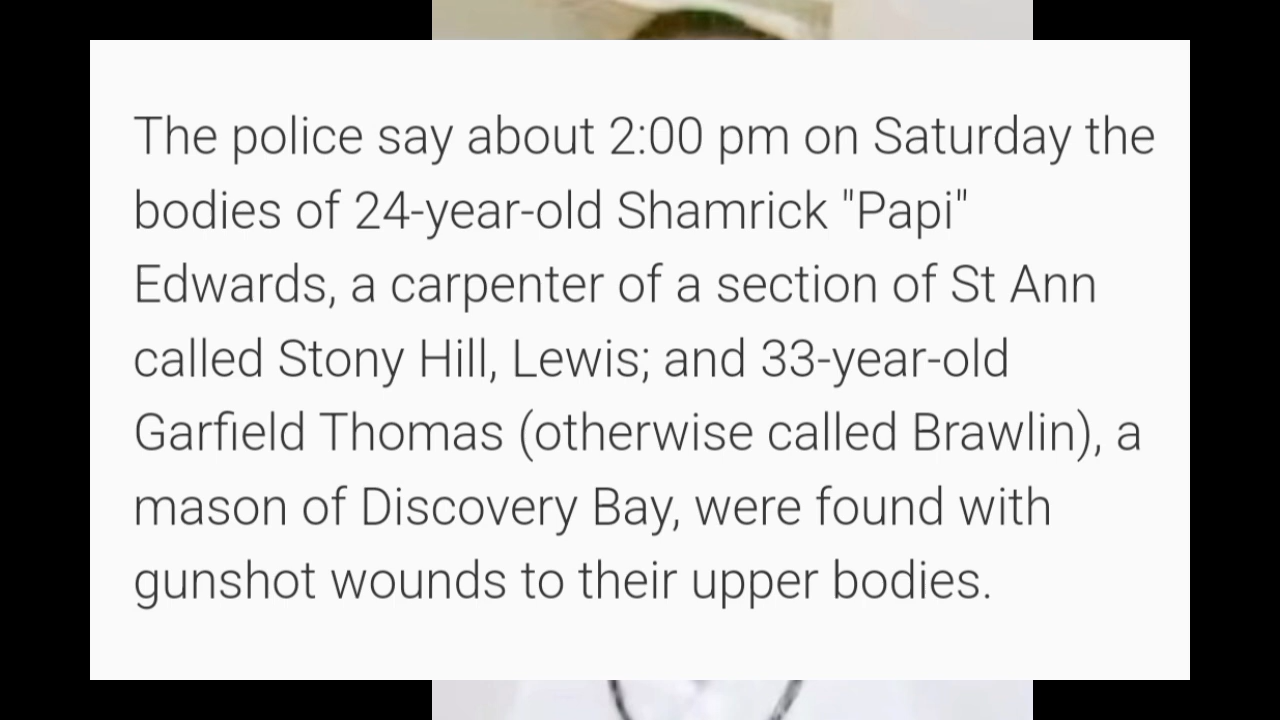 The police say about 2:00 pm on Saturday the
bodies of 24-year-old Shamrick "Papi"
Edwards, a carpenter of a section of St Ann
called Stony Hill, Lewis; and 33-year-old
Garfield Thomas (otherwise called Brawlin), a
mason of Discovery Bay, were found with
gunshot wounds to their upper bodies.